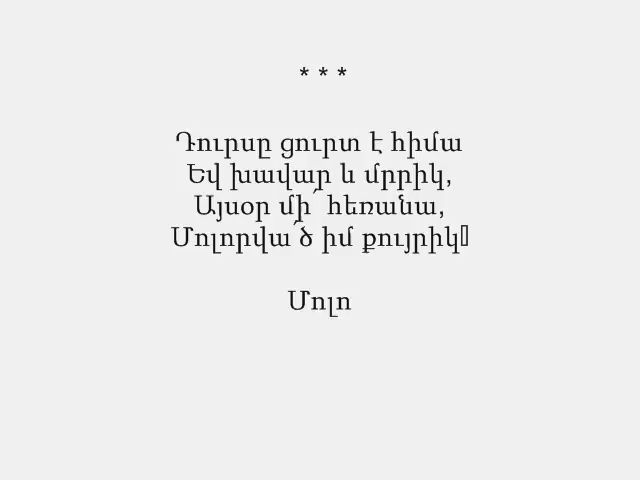 * * *
Դուրսը ցուրտ է հիմա
Եվ խավար և մրրիկ,
Այսօր մի՛ հեռանա,
Մոլորվա՛ծ իմ քույրիկ
Մոլո